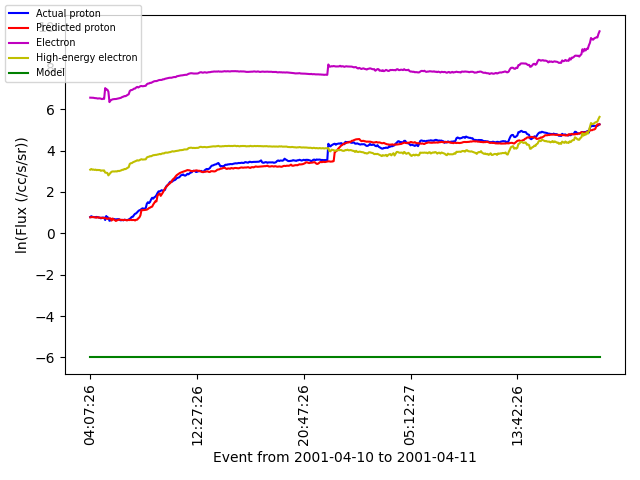 Actual proton
Predicted proton
Electron
High-energy electron
Model
6
4
2
0
−2
−4
−6
ln(Flux (/cc/s/sr))
04:07:26
12:27:26
20:47:26
05:12:27
13:42:26
Event from 2001-04-10 to 2001-04-11